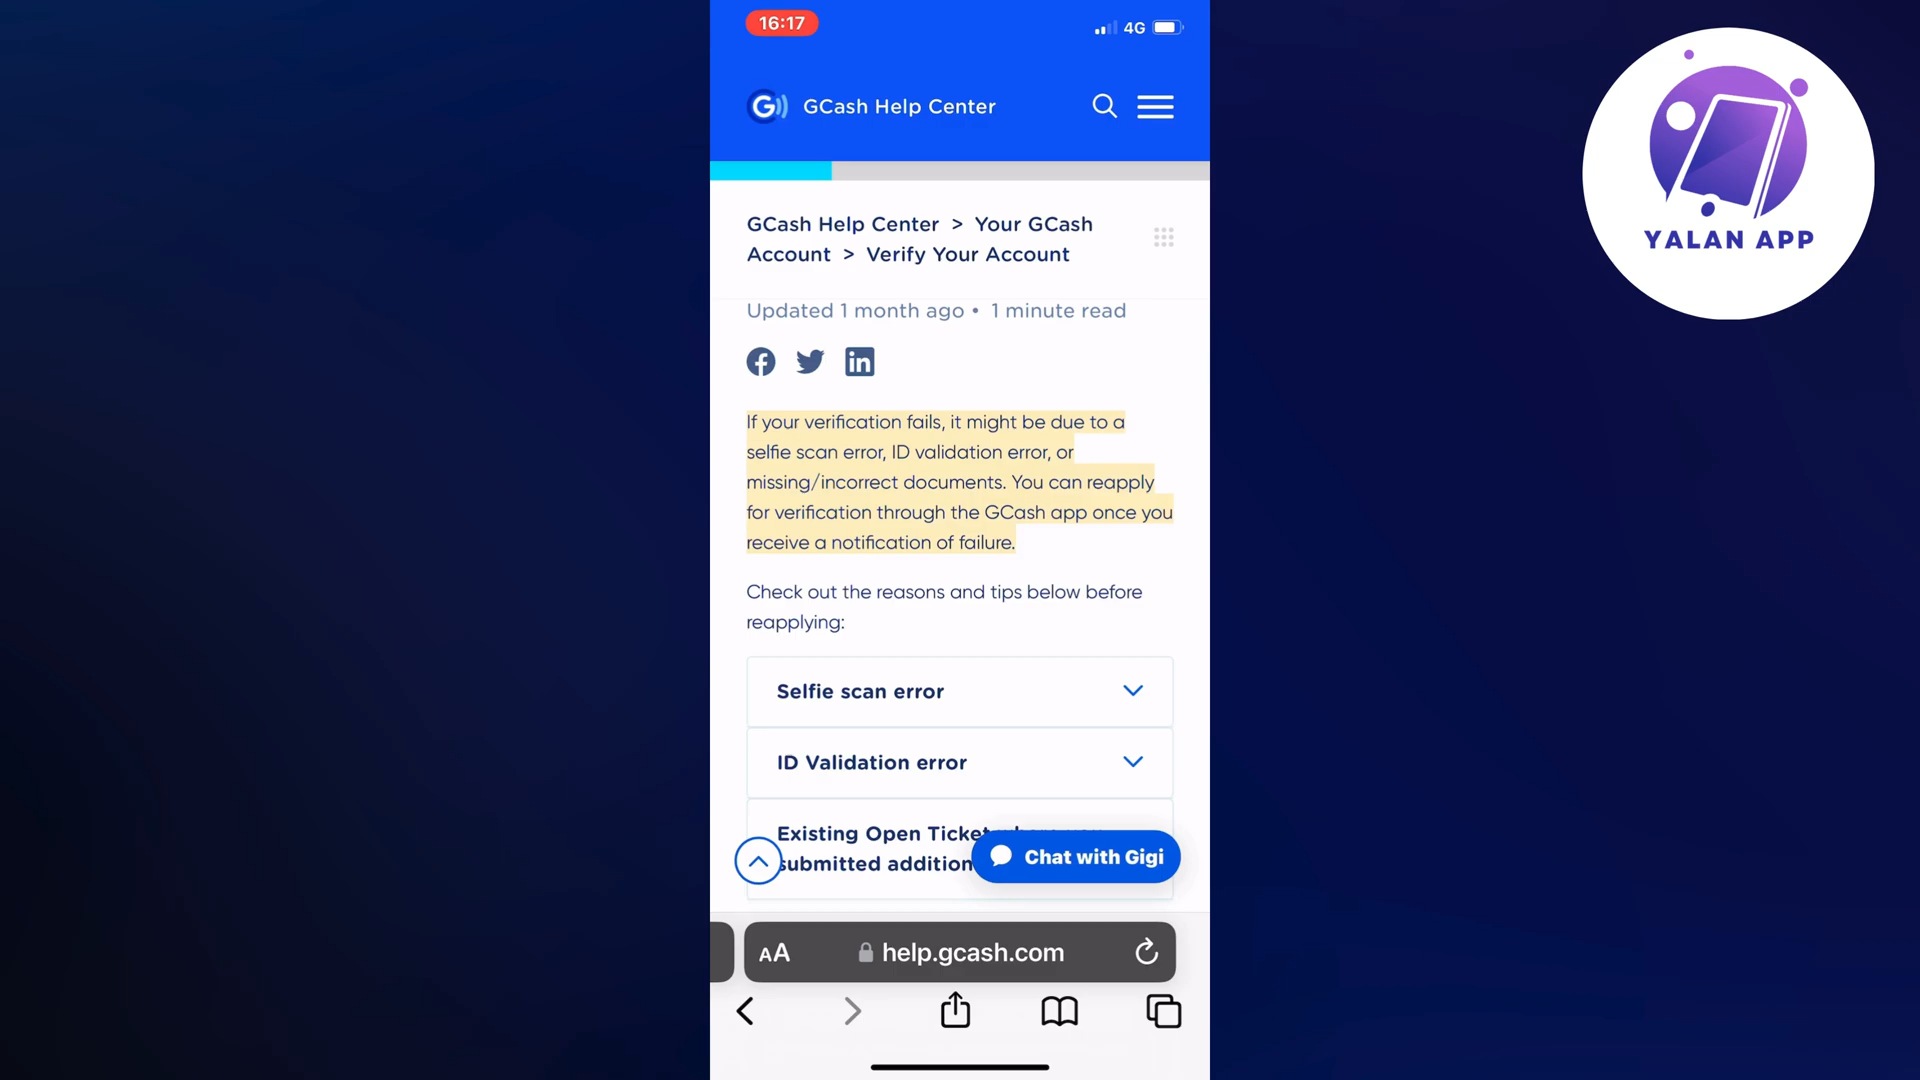 16:17
4G
GCash Help Center
YALAN APP
GCash Help Center > Your GCash
Account > Verify Your Account
Updated 1 month ago • 1 minute read
If your verification fails, it might be due to a
selfie scan error, ID validation error, or
missing/incorrect documents. You can reapply
for verification through the GCash app once you
receive a notification of failure.
Check out the reasons and tips below before
reapplying:
Selfie scan error
ID Validation error
Existing Open Ticket where you
submitted addition
Chat with Gigi
AA
help.gcash.com